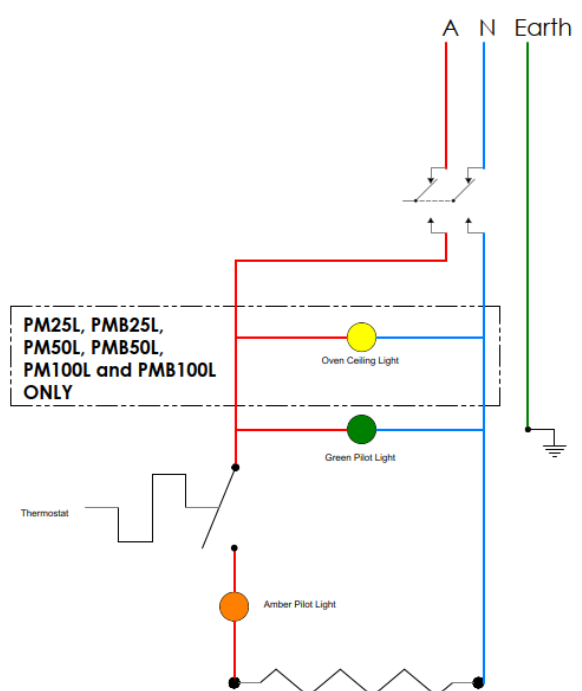 A N Earth
PM25L, PMB25L,
PM50L, PMB50L,
PM100L and PMB100L
ONLY
Oven Ceiling Light
Green Pilot Light
Thermostat
Amber Pilot Light